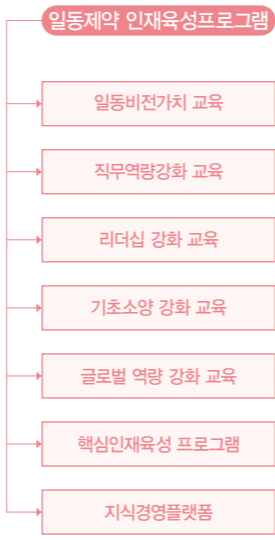 일동제약 인재육성프로그램
일동비전가치 교육
직무역량강화 교육
리더십 강화 교육
기초소양 강화 교육
글로벌 역량 강화 교육
핵심인재육성 프로그램
지식경영플랫폼